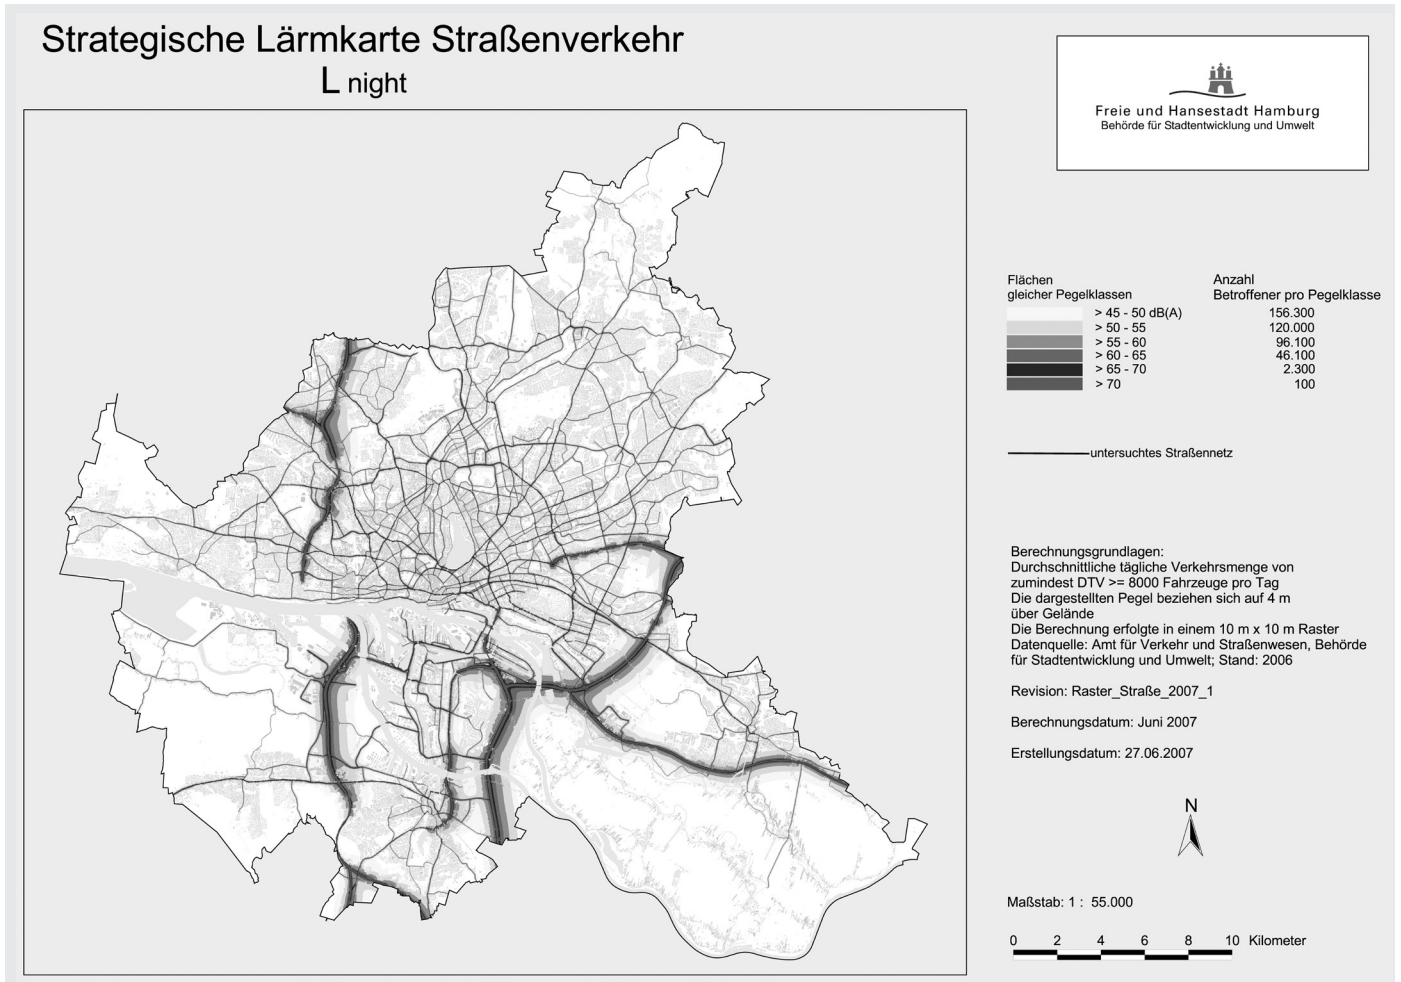 Strategische Lärmkarte Straßenverkehr
L night
Freie und Hansestadt Hamburg
Behörde für Stadtentwicklung und Umwelt
Flächen
gleicher Pegelklassen
Anzahl
Betroffener pro Pegelklasse
> 45 - 50 dB(A) 156.300
> 50 - 55 120.000
> 55 - 60 96.100
> 60 - 65 46.100
> 65 - 70 2.300
> 70 100
untersuchtes Straßennetz
Berechnungsgrundlagen:
Durchschnittliche tägliche Verkehrsmenge von
zumindest DTV >= 8000 Fahrzeuge pro Tag
Die dargestellten Pegel beziehen sich auf 4 m
über Gelände
Die Berechnung erfolgte in einem 10 m x 10 m Raster
Datenquelle: Amt für Verkehr und Straßenwesen, Behörde
für Stadtentwicklung und Umwelt; Stand: 2006
Revision: Raster_Straße_2007_1
Berechnungsdatum: Juni 2007
Erstellungsdatum: 27.06.2007
N
Maßstab: 1 : 55.000
0 2 4 6 8 10 Kilometer